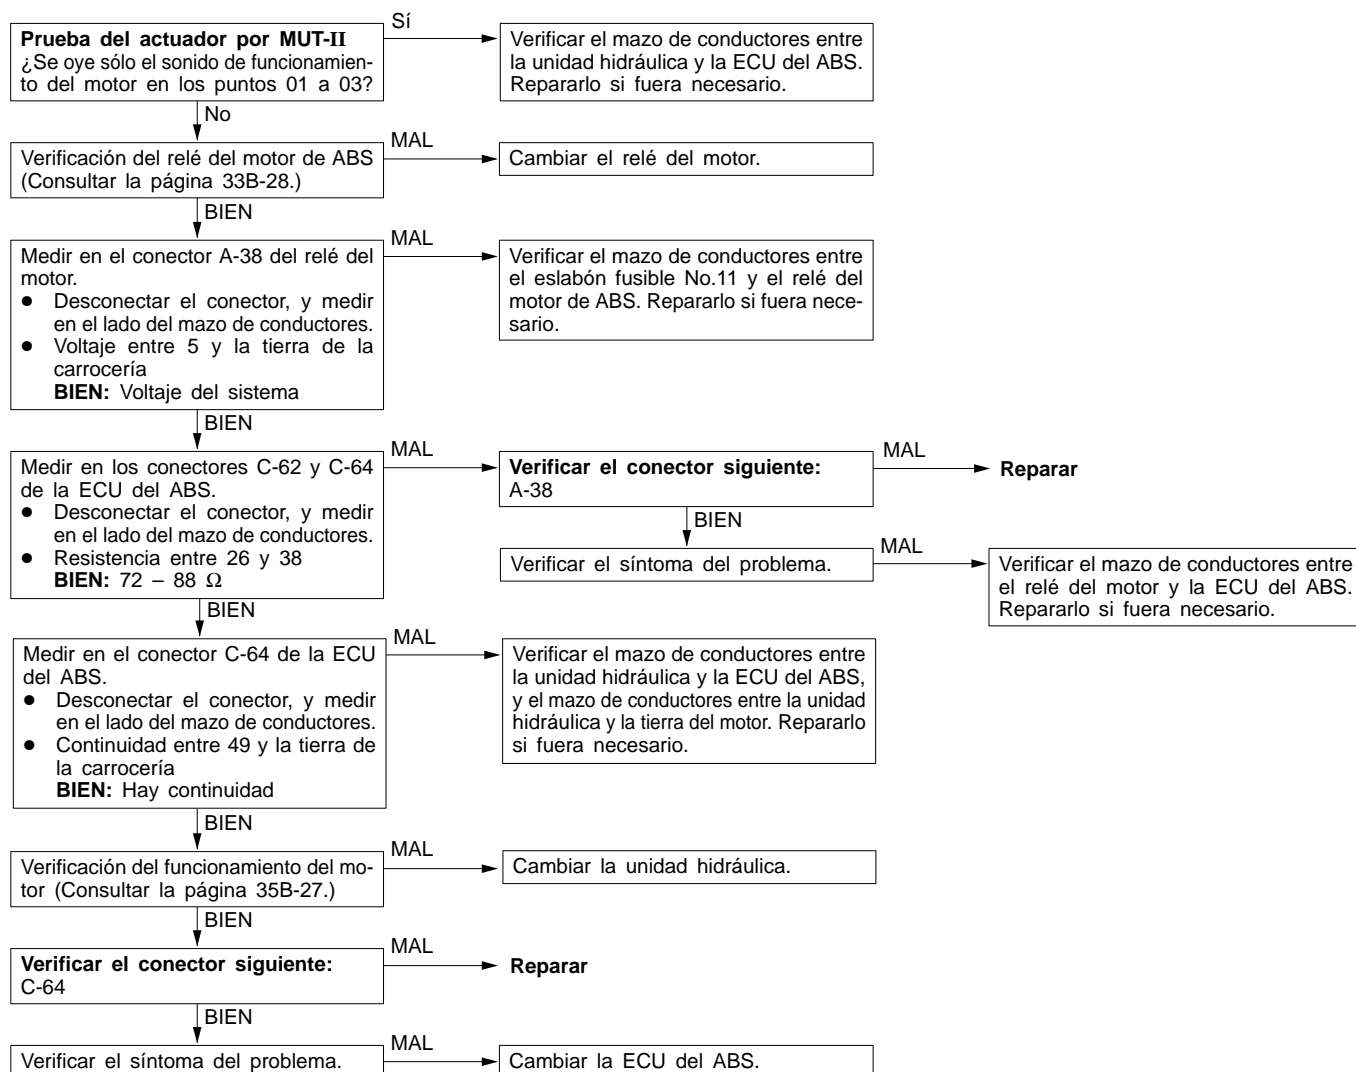 Prueba del actuador por MUT-II
¿Se oye sólo el sonido de funcionamien-
to del motor en los puntos 01 a 03?
Sí
Verificar el mazo de conductores entre
la unidad hidráulica y la ECU del ABS.
Repararlo si fuera necesario.
No
Verificación del relé del motor de ABS
(Consultar la página 33B-28.)
MAL
Cambiar el relé del motor.
BIEN
Medir en el conector A-38 del relé del
motor.
● Desconectar el conector, y medir
en el lado del mazo de conductores.
● Voltaje entre 5 y la tierra de la
carrocería
BIEN: Voltaje del sistema
MAL
Verificar el mazo de conductores entre
el eslabón fusible No.11 y el relé del
motor de ABS. Repararlo si fuera nece-
sario.
BIEN
Medir en los conectores C-62 y C-64
de la ECU del ABS.
● Desconectar el conector, y medir
en el lado del mazo de conductores.
● Resistencia entre 26 y 38
BIEN: 72 – 88 Ω
MAL
Verificar el conector siguiente:
A-38
MAL
Reparar
BIEN
Verificar el síntoma del problema.
MAL
Verificar el mazo de conductores entre
el relé del motor y la ECU del ABS.
Repararlo si fuera necesario.
BIEN
Medir en el conector C-64 de la ECU
del ABS.
● Desconectar el conector, y medir
en el lado del mazo de conductores.
● Continuidad entre 49 y la tierra de
la carrocería
BIEN: Hay continuidad
MAL
Verificar el mazo de conductores entre
la unidad hidráulica y la ECU del ABS,
y el mazo de conductores entre la unidad
hidráulica y la tierra del motor. Repararlo
si fuera necesario.
BIEN
Verificación del funcionamiento del mo-
tor (Consultar la página 35B-27.)
MAL
Cambiar la unidad hidráulica.
BIEN
Verificar el conector siguiente:
C-64
MAL
Reparar
BIEN
Verificar el síntoma del problema.
MAL
Cambiar la ECU del ABS.